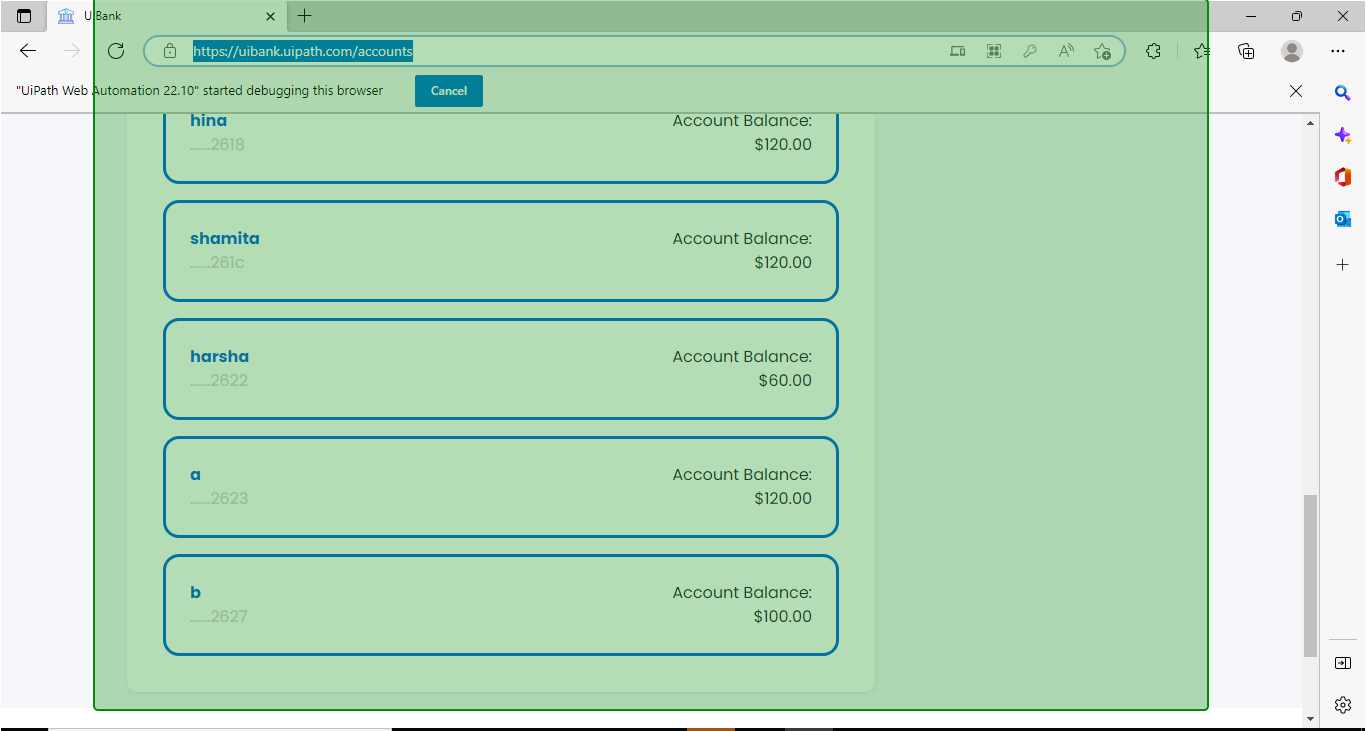 UiBank
https://uibank.uipath.com/accounts
"UiPath Web Automation 22.10" started debugging this browser
Cancel
hina
Account Balance:
......2618
$120.00
shamita
Account Balance:
......261c
$120.00
harsha
Account Balance:
......2622
$60.00
a
Account Balance:
......2623
$120.00
b
Account Balance:
......2627
$100.00